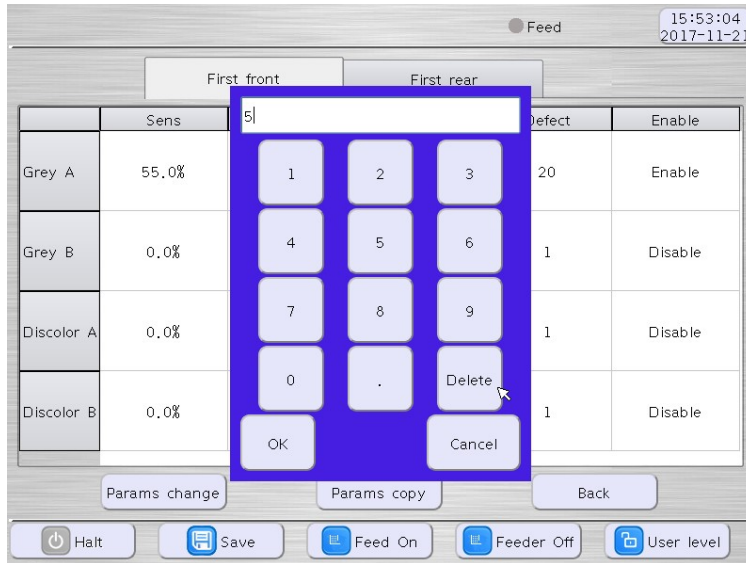 Feed
15:53:04
2017-11-21
First front
First rear
Sens
Defect
Enable
5
Grey A
55.0%
20
Enable
Grey B
0.0%
1
Disable
Discolor A
0.0%
1
Disable
Discolor B
0.0%
1
Disable
1
2
3
4
5
6
7
8
9
0
.
Delete
OK
Cancel
Params change
Params copy
Back
Halt
Save
Feed On
Feeder Off
User level